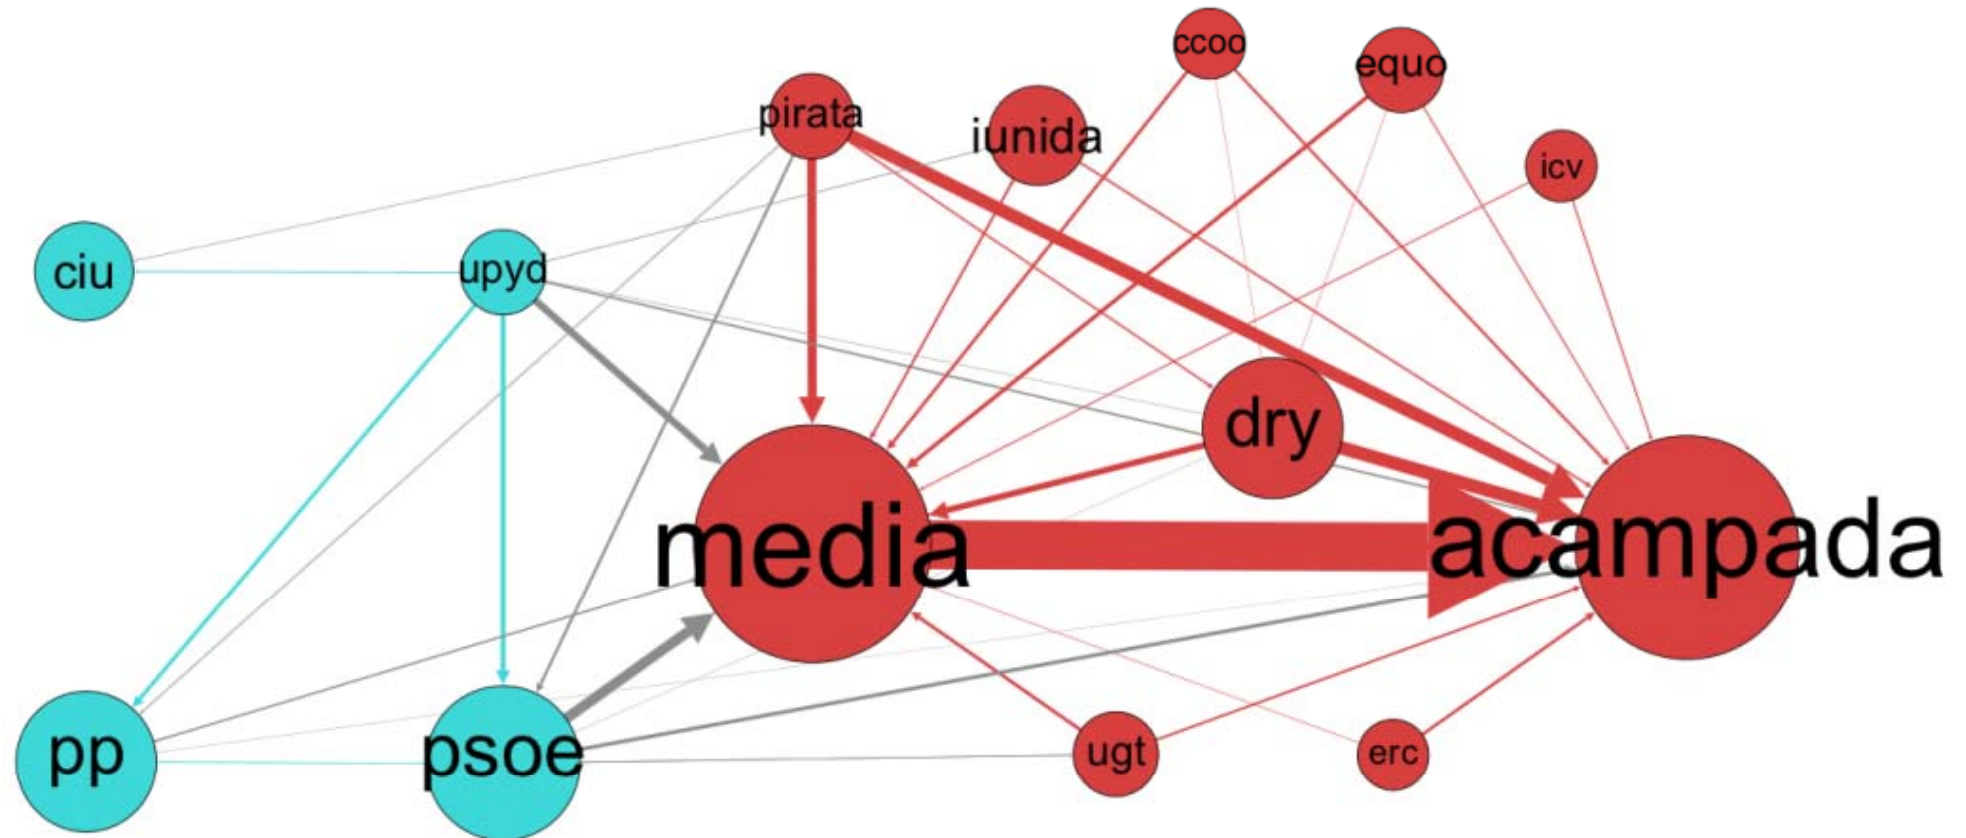 ccoo
equo
pirata
iunida
icv
ciu
upyd
dry
media
acampada
pp
psoe
ugt
erc